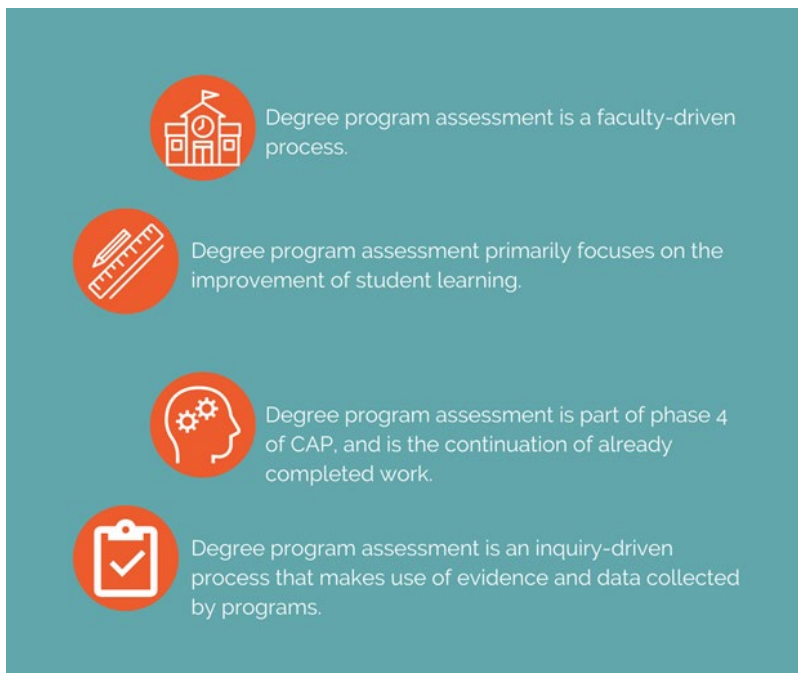 Degree program assessment is a faculty-driven
process.
Degree program assessment primarily focuses on the
improvement of student learning.
Degree program assessment is part of phase 4
of CAP, and is the continuation of already
completed work.
Degree program assessment is an inquiry-driven
process that makes use of evidence and data collected
by programs.